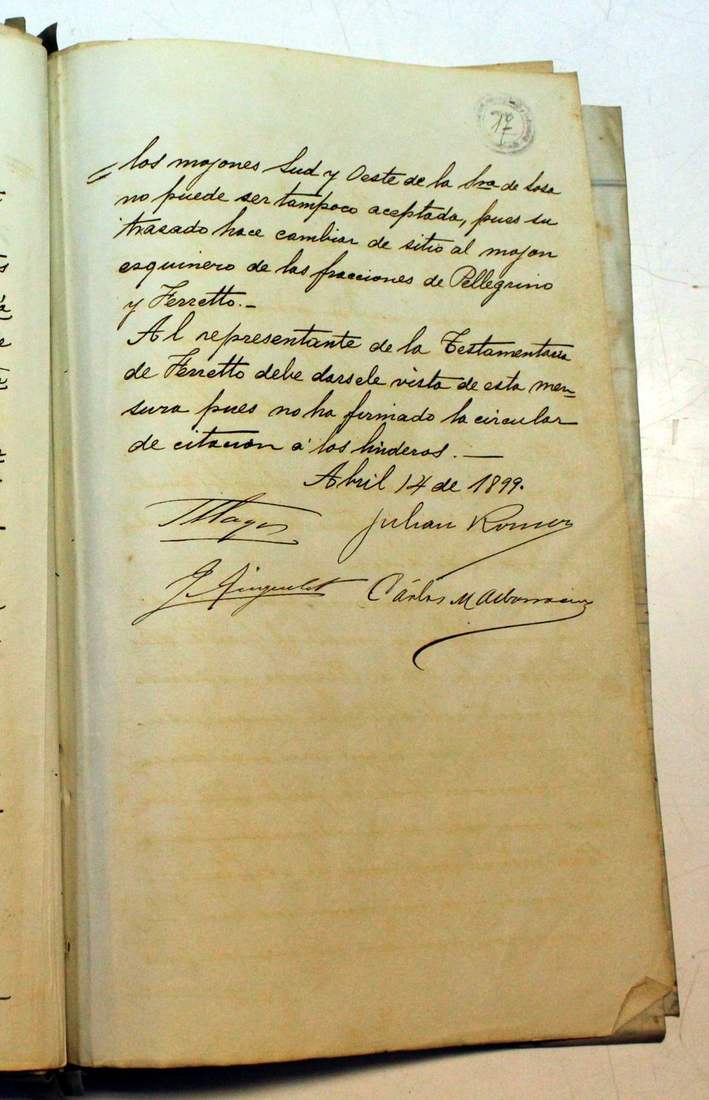 17
los mojones Sud y Oeste de la Sra de Sosa
no puede ser tampoco aceptada, pues su
trasado hace cambiar de sitio al mojon
esquinero de las fracciones de Pellegrino
y Ferretto.—
Al representante de la Testamentaria
de Ferretto debe darsele vista de esta men=
sura pues no ha firmado la circular
de citacion á los linderos.—
Abril 14 de 1899.
Julian Romero
Cárlos M Albarracin